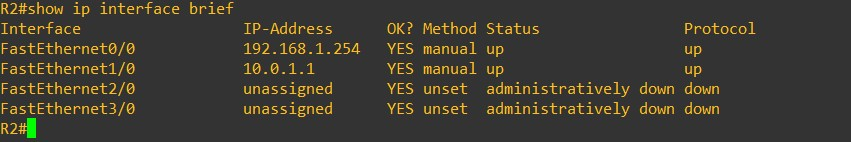 R2#show ip interface brief
Interface                  IP-Address      OK? Method Status                Protocol
FastEthernet0/0            192.168.1.254   YES manual up                    up
FastEthernet1/0            10.0.1.1        YES manual up                    up
FastEthernet2/0            unassigned      YES unset  administratively down down
FastEthernet3/0            unassigned      YES unset  administratively down down
R2#